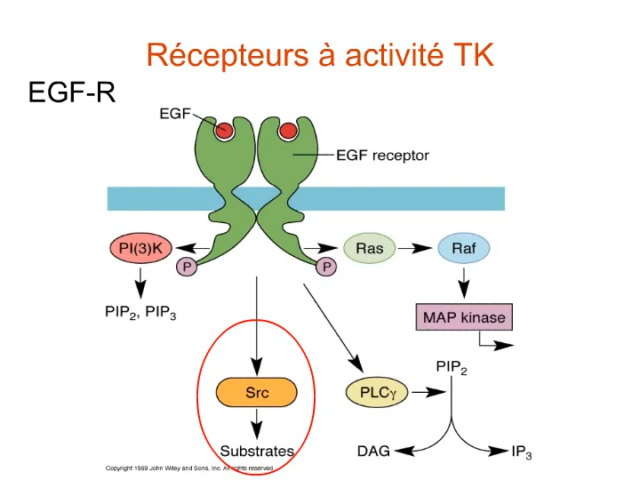 Récepteurs à activité TK
EGF-R
EGF
EGF receptor
PI(3)K
Ras
Raf
P
P
PIP₂, PIP₃
MAP kinase
PIP₂
Src
PLCγ
Substrates
DAG
IP₃
Copyright 1999 John Wiley and Sons, Inc. All rights reserved.